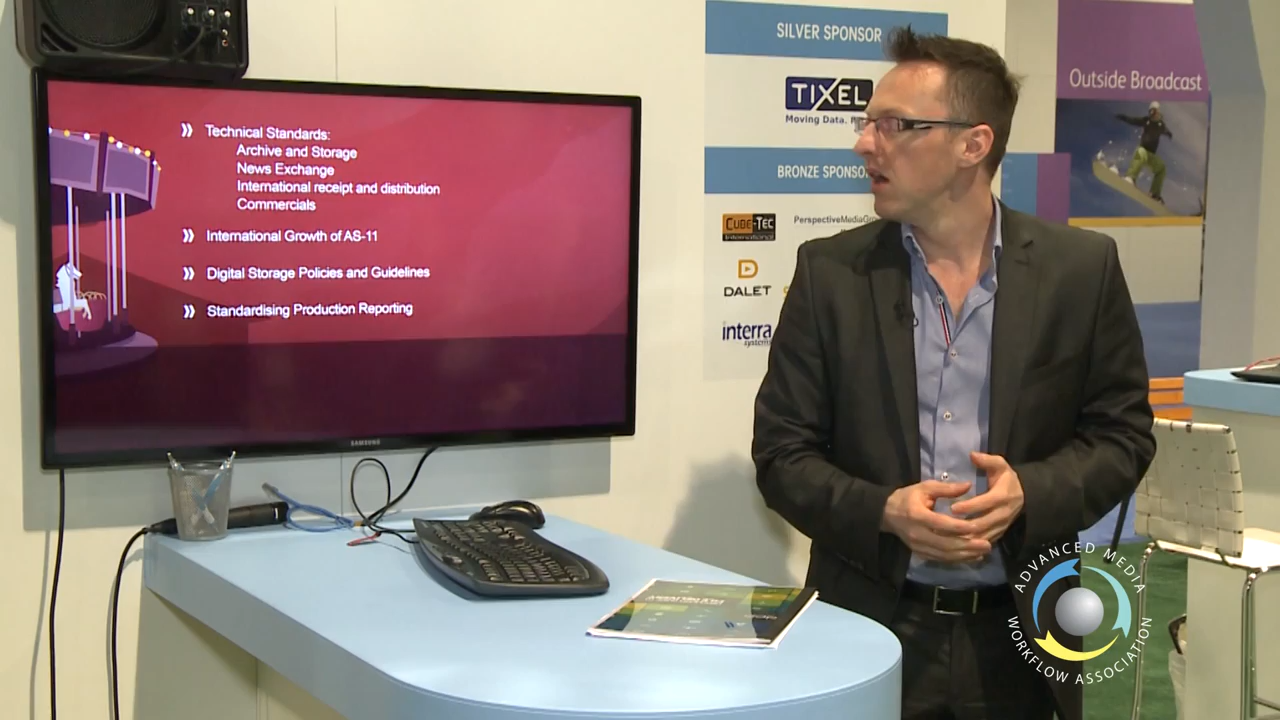 Technical Standards:
Archive and Storage
News Exchange
International receipt and distribution
Commercials
International Growth of AS-11
Digital Storage Policies and Guidelines
Standardising Production Reporting
SAMSUNG
SILVER SPONSOR
TIXEL
Moving Data.
BRONZE SPONSO
CUBE-TEC
International
PerspectiveMediaGro
DALET
interra
systems
Outside Broadcast
ADVANCED MEDIA
WORKFLOW ASSOCIATION